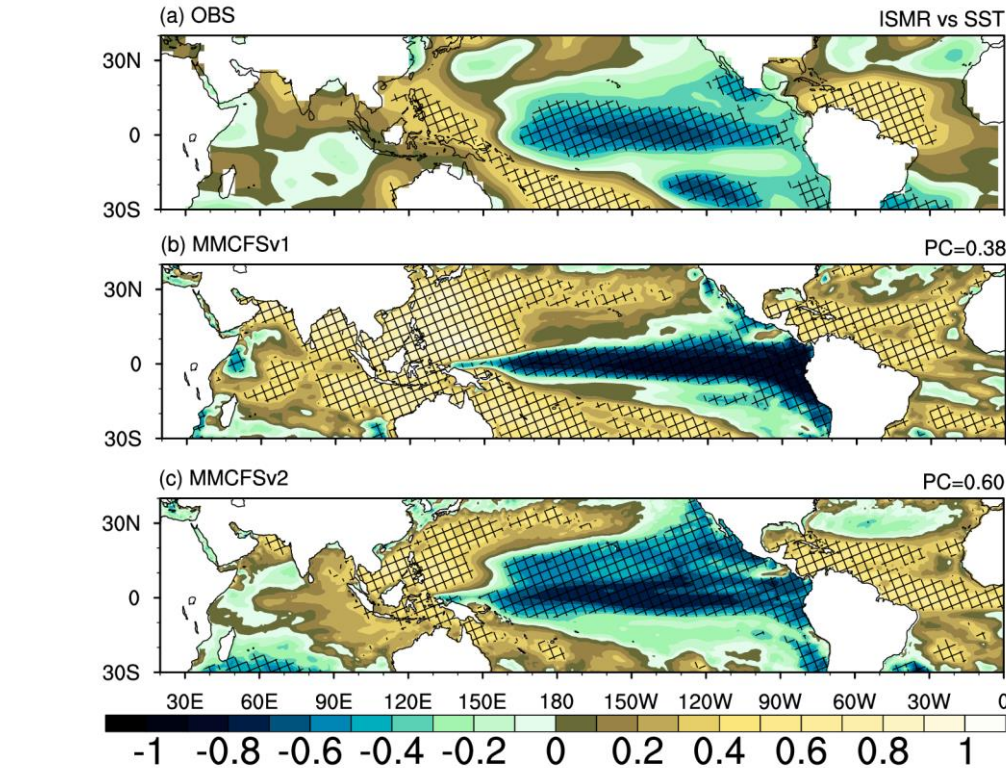 (a) OBS ISMR vs SST
30N
0
30S
(b) MMCFSv1 PC=0.38
30N
0
30S
(c) MMCFSv2 PC=0.60
30N
0
30S
30E 60E 90E 120E 150E 180 150W 120W 90W 60W 30W 0
-1 -0.8 -0.6 -0.4 -0.2 0 0.2 0.4 0.6 0.8 1